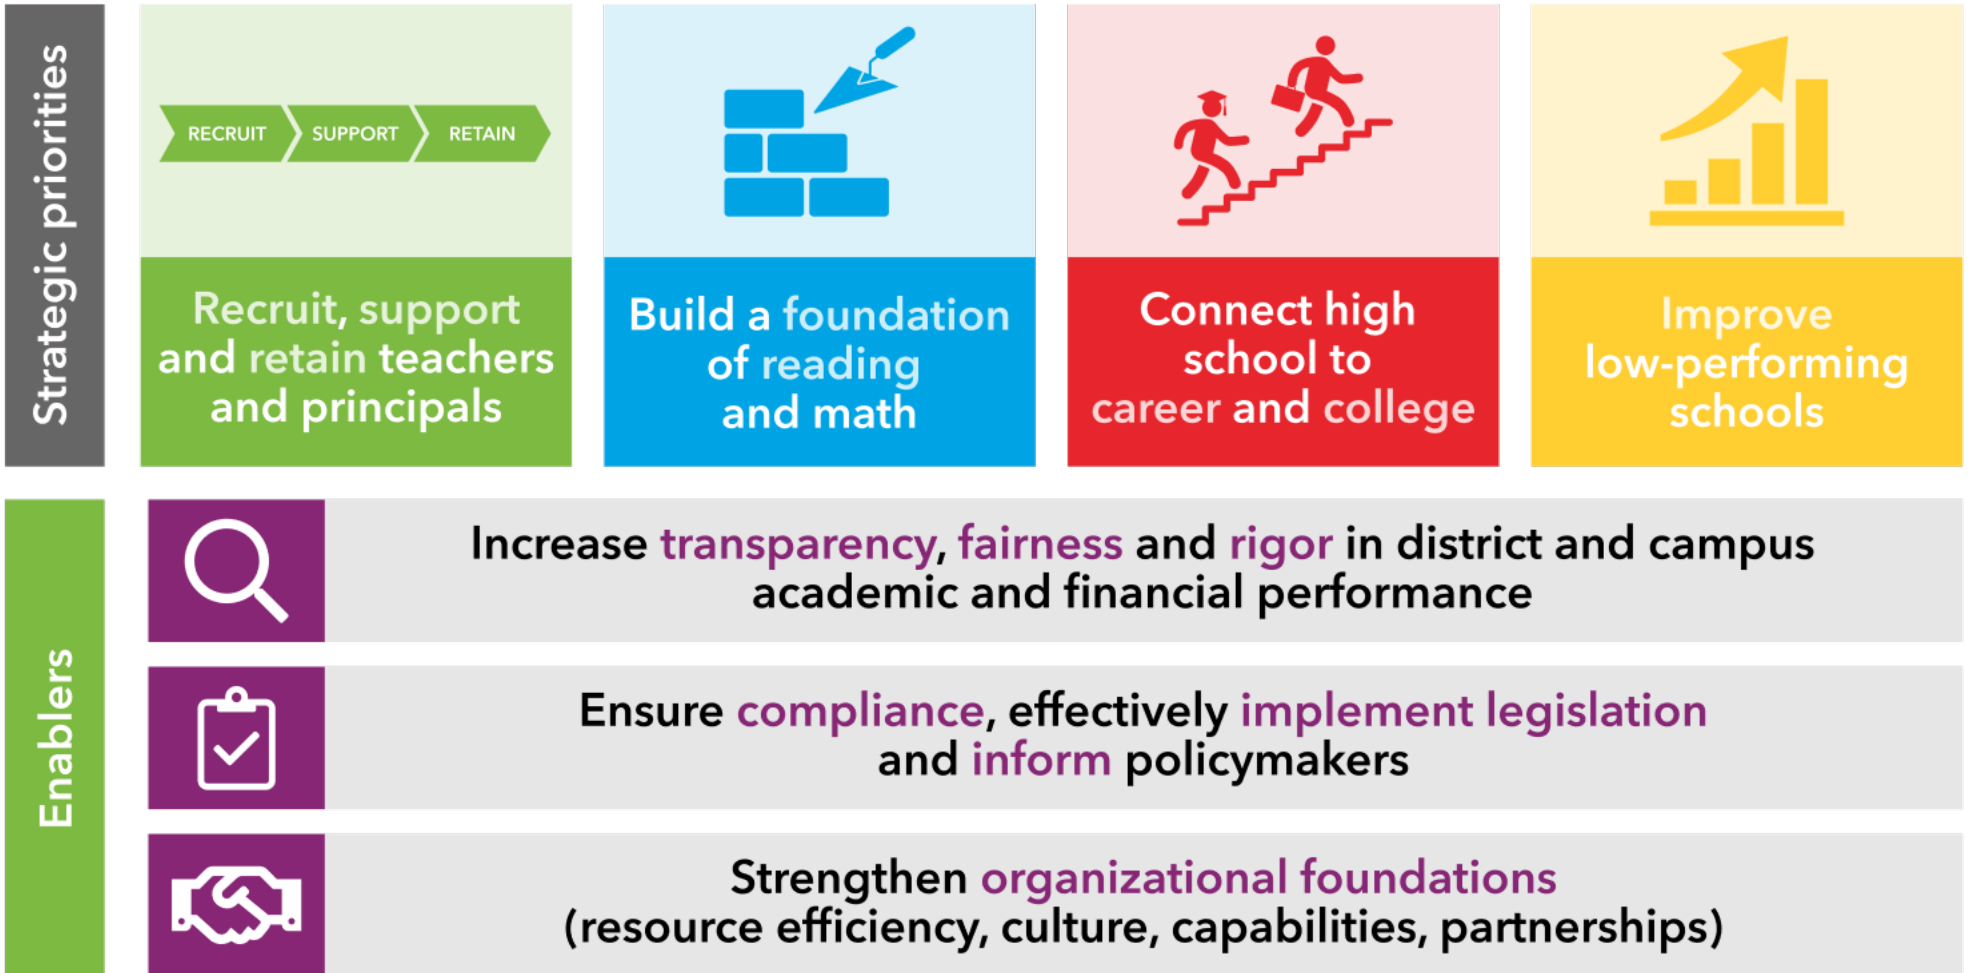 Strategic priorities
RECRUIT
SUPPORT
RETAIN
Recruit, support
and retain teachers
and principals
Build a foundation
of reading
and math
Connect high
school to
career and college
Improve
low-performing
schools
Enablers
Increase transparency, fairness and rigor in district and campus
academic and financial performance
Ensure compliance, effectively implement legislation
and inform policymakers
Strengthen organizational foundations
(resource efficiency, culture, capabilities, partnerships)